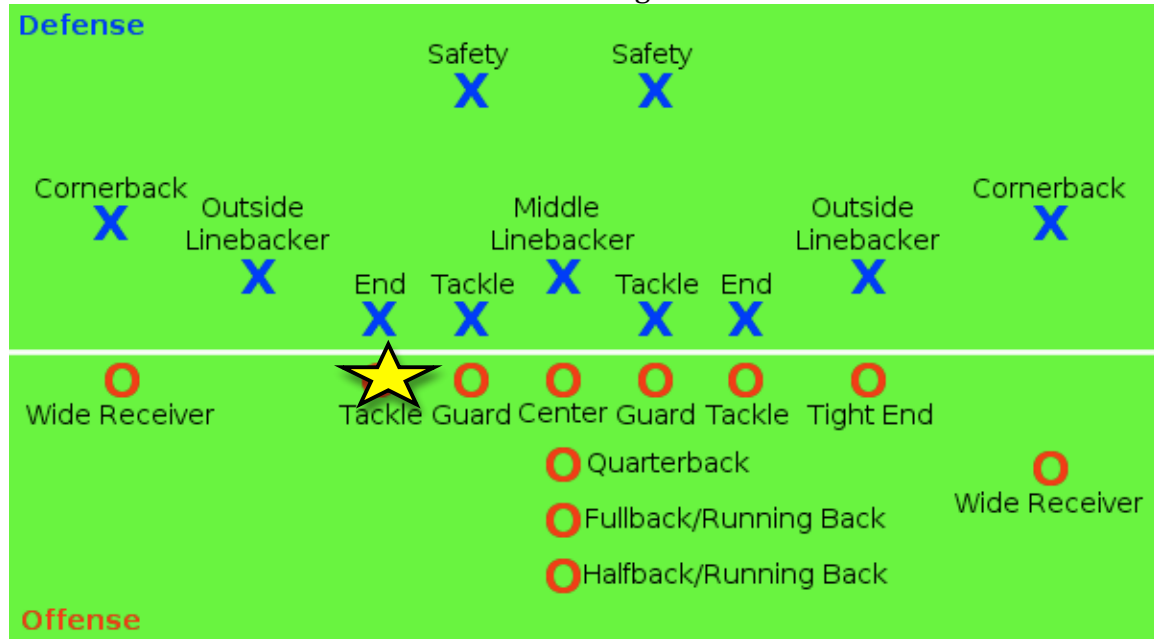 Defense
Safety Safety
Cornerback Cornerback
Outside Middle Outside
Linebacker Linebacker Linebacker
End Tackle Tackle End
X X X X X X X X X X X
O O O O O O
Wide Receiver Tackle Guard Center Guard Tackle Tight End
O Quarterback
O
Wide Receiver
O Fullback/Running Back
O Halfback/Running Back
Offense